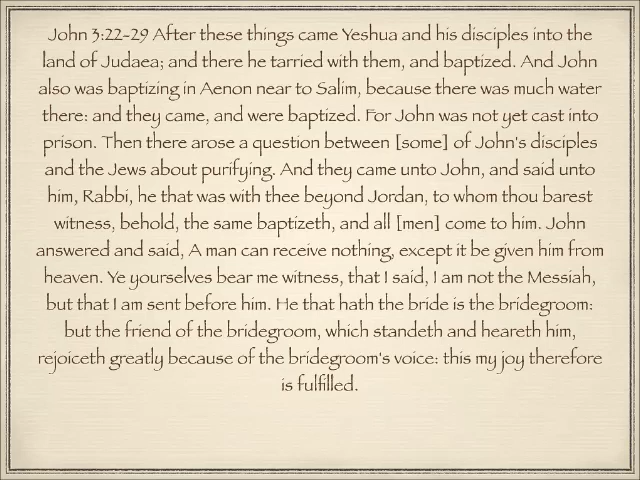 John 3:22-29 After these things came Yeshua and his disciples into the
land of Judaea; and there he tarried with them, and baptized. And John
also was baptizing in Aenon near to Salim, because there was much water
there: and they came, and were baptized. For John was not yet cast into
prison. Then there arose a question between [some] of John's disciples
and the Jews about purifying. And they came unto John, and said unto
him, Rabbi, he that was with thee beyond Jordan, to whom thou barest
witness, behold, the same baptizeth, and all [men] come to him. John
answered and said, A man can receive nothing, except it be given him from
heaven. Ye yourselves bear me witness, that I said, I am not the Messiah,
but that I am sent before him. He that hath the bride is the bridegroom:
but the friend of the bridegroom, which standeth and heareth him,
rejoiceth greatly because of the bridegroom's voice: this my joy therefore
is fulfilled.